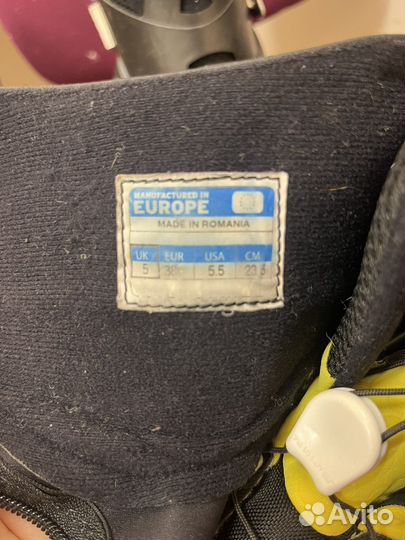 MANUFACTURED IN
EUROPE
MADE IN ROMANIA
UK EUR USA CM
5 38 5.5 23.5
Avito